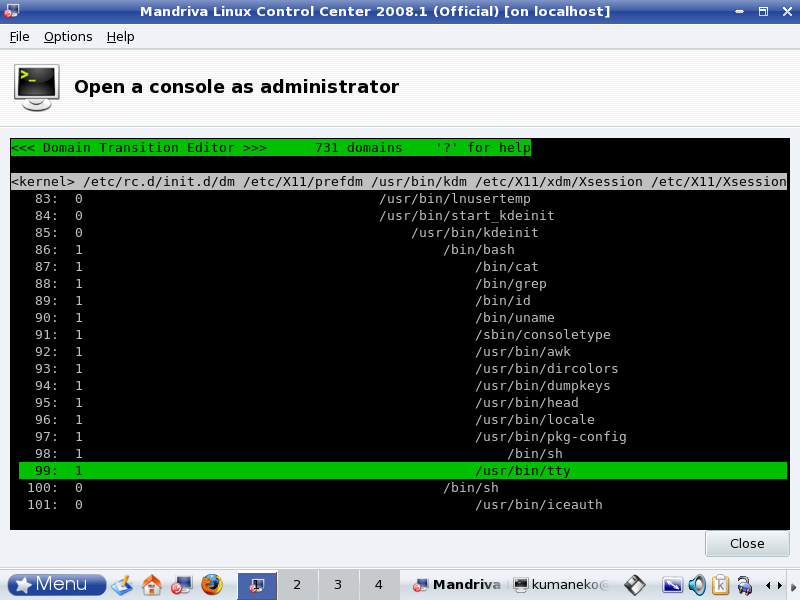 Mandriva Linux Control Center 2008.1 (Official) [on localhost]
File Options Help
Open a console as administrator
<<< Domain Transition Editor >>>      731 domains    '?' for help
<kernel> /etc/rc.d/init.d/dm /etc/X11/prefdm /usr/bin/kdm /etc/X11/xdm/Xsession /etc/X11/Xsession
83: 0 /usr/bin/lnusertemp
84: 0 /usr/bin/start_kdeinit
85: 0 /usr/bin/kdeinit
86: 1 /bin/bash
87: 1 /bin/cat
88: 1 /bin/grep
89: 1 /bin/id
90: 1 /bin/uname
91: 1 /sbin/consoletype
92: 1 /usr/bin/awk
93: 1 /usr/bin/dircolors
94: 1 /usr/bin/dumpkeys
95: 1 /usr/bin/head
96: 1 /usr/bin/locale
97: 1 /usr/bin/pkg-config
98: 1 /bin/sh
99: 1 /usr/bin/tty
100: 0 /bin/sh
101: 0 /usr/bin/iceauth
Close
Menu 2 3 4 Mandriva kumaneko@